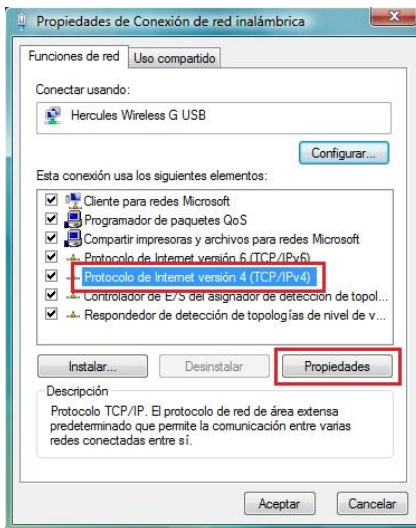 Propiedades de Conexión de red inalámbrica
Funciones de red
Uso compartido
Conectar usando:
Hercules Wireless G USB
Configurar...
Esta conexión usa los siguientes elementos:
Cliente para redes Microsoft
Programador de paquetes QoS
Compartir impresoras y archivos para redes Microsoft
Protocolo de Internet versión 6 (TCP/IPv6)
Protocolo de Internet versión 4 (TCP/IPv4)
Controlador de E/S del asignador de detección de topol...
Respondedor de detección de topologías de nivel de v...
Instalar...
Desinstalar
Propiedades
Descripción
Protocolo TCP/IP. El protocolo de red de área extensa
predeterminado que permite la comunicación entre varias
redes conectadas entre sí.
Aceptar
Cancelar